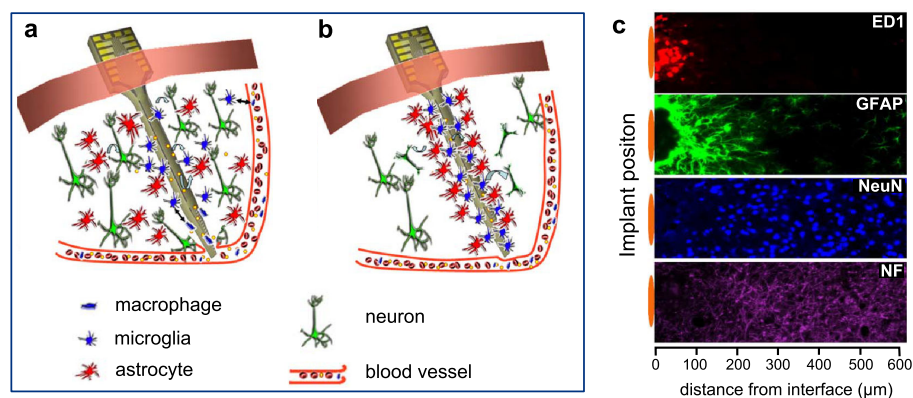 a
b
macrophage
microglia
astrocyte
neuron
blood vessel
c
ED1
GFAP
NeuN
NF
Implant positon
0 100 200 300 400 500 600
distance from interface (μm)